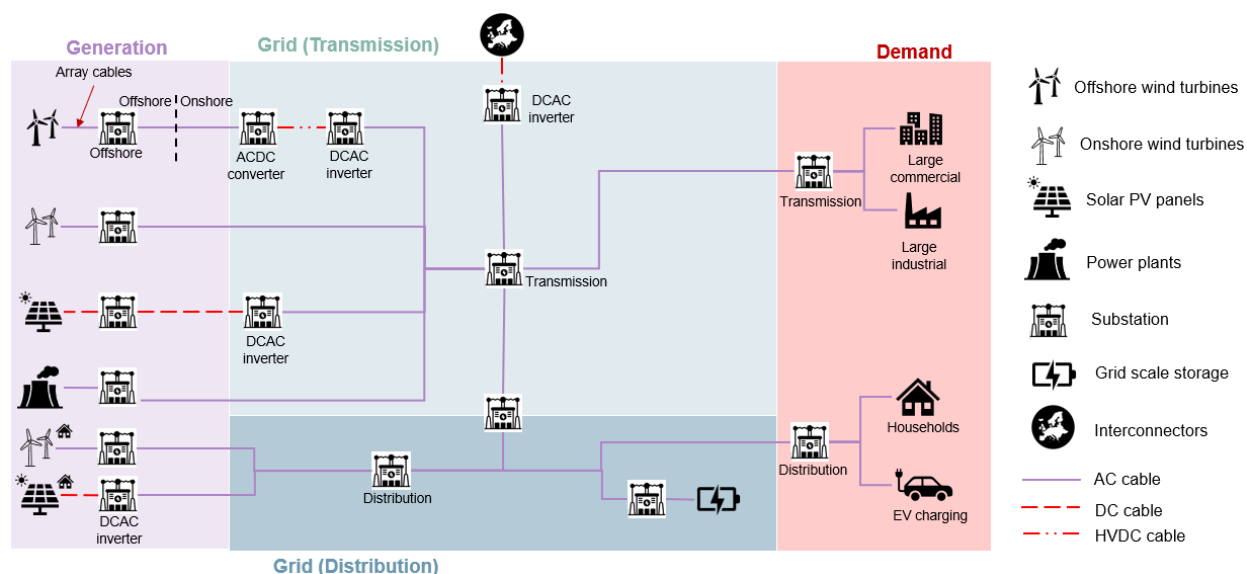 Generation
Grid (Transmission)
Demand
Array cables
Offshore
Onshore
Offshore
ACDC
converter
DCAC
inverter
DCAC
inverter
Transmission
DCAC
inverter
Transmission
Large
commercial
Large
industrial
Distribution
Distribution
Households
EV charging
DCAC
inverter
Grid (Distribution)
Offshore wind turbines
Onshore wind turbines
Solar PV panels
Power plants
Substation
Grid scale storage
Interconnectors
AC cable
DC cable
HVDC cable